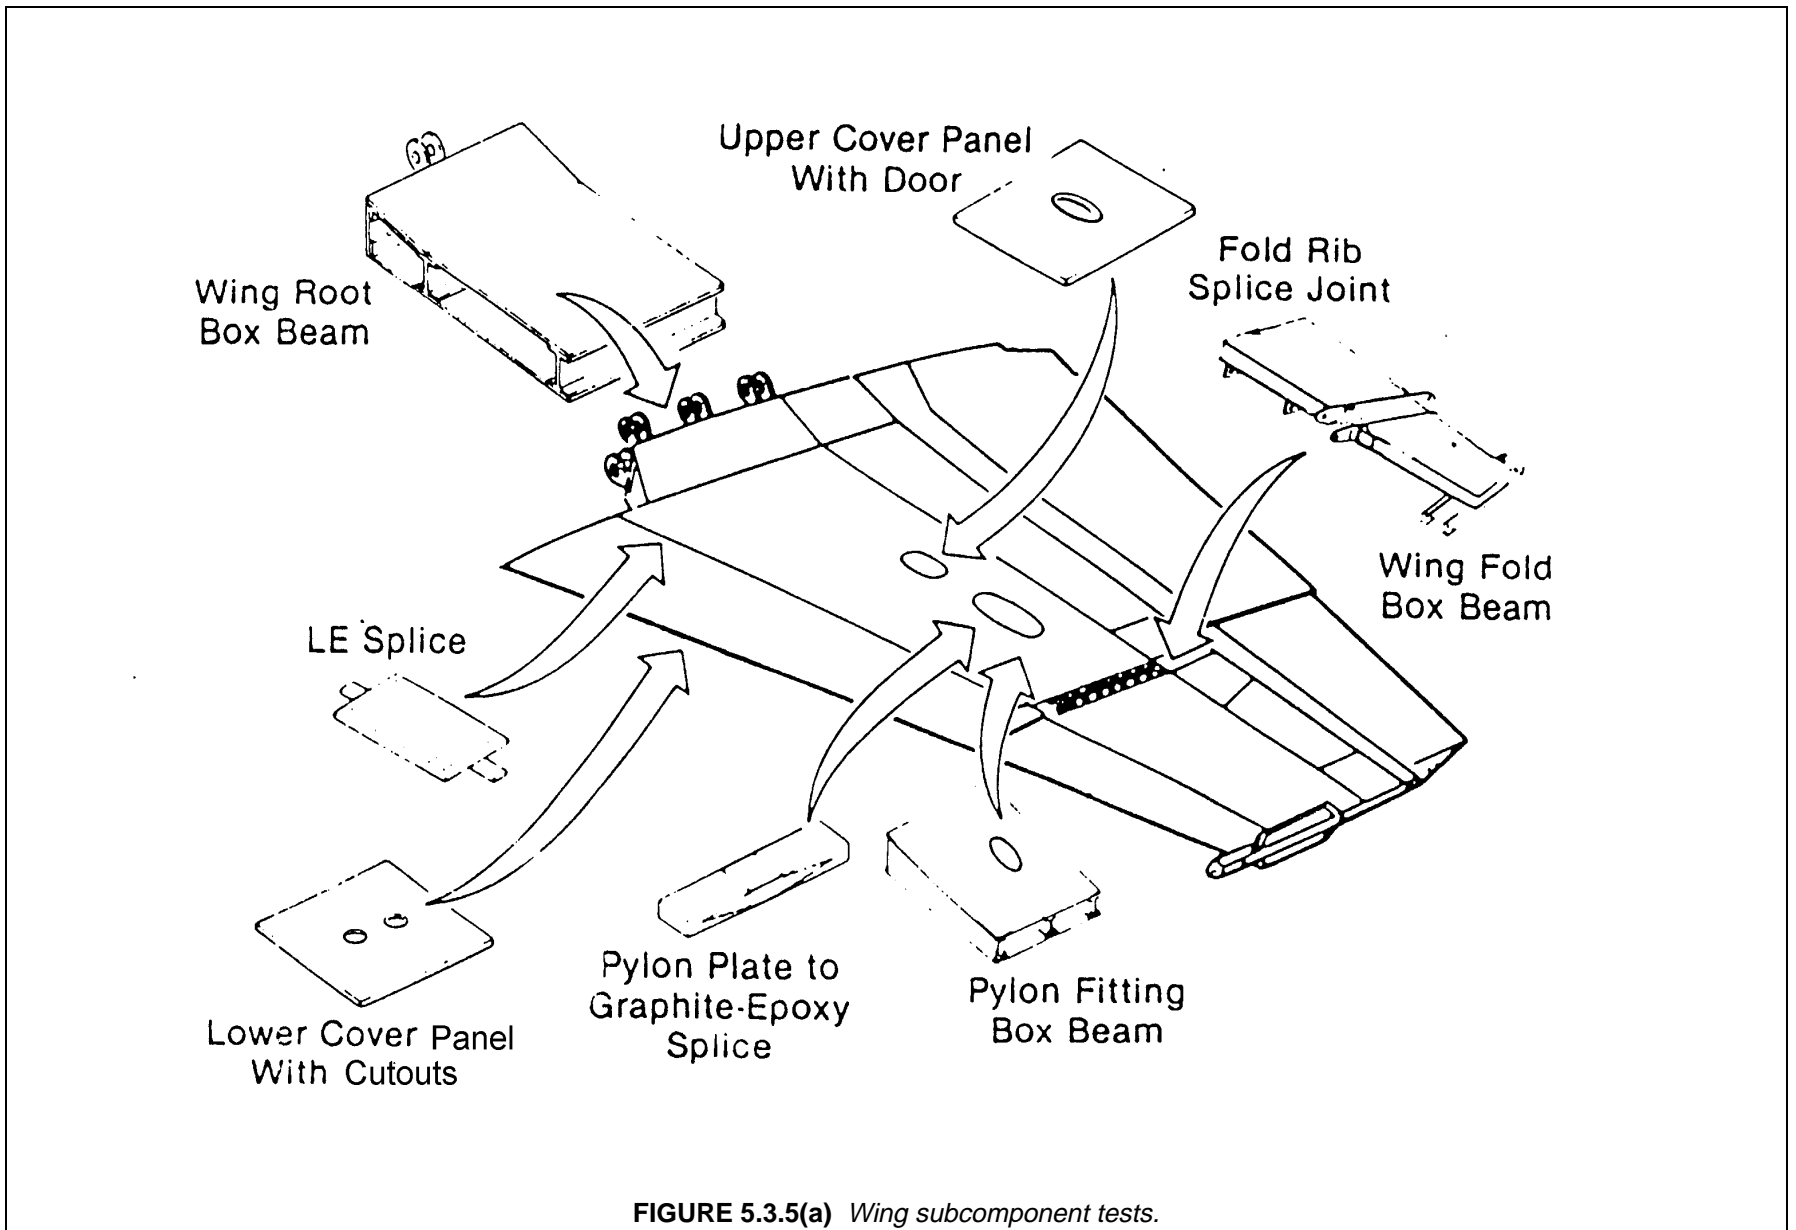 Upper Cover Panel
With Door
Fold Rib
Splice Joint
Wing Root
Box Beam
Wing Fold
Box Beam
LE Splice
Pylon Plate to
Graphite-Epoxy
Splice
Pylon Fitting
Box Beam
Lower Cover Panel
With Cutouts
FIGURE 5.3.5(a) Wing subcomponent tests.